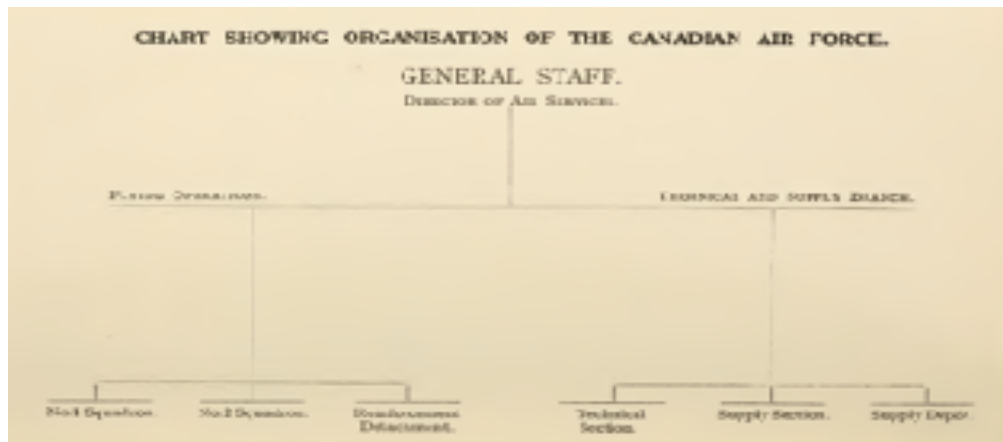 CHART SHOWING ORGANISATION OF THE CANADIAN AIR FORCE.
GENERAL STAFF.
DIRECTOR OF AIR SERVICES.
FLYING OPERATIONS.
TECHNICAL AND SUPPLY BRANCH.
No.1 Squadron.
No.2 Squadron.
Reinforcement
Detachment.
Technical
Section.
Supply Section.
Supply Depot.